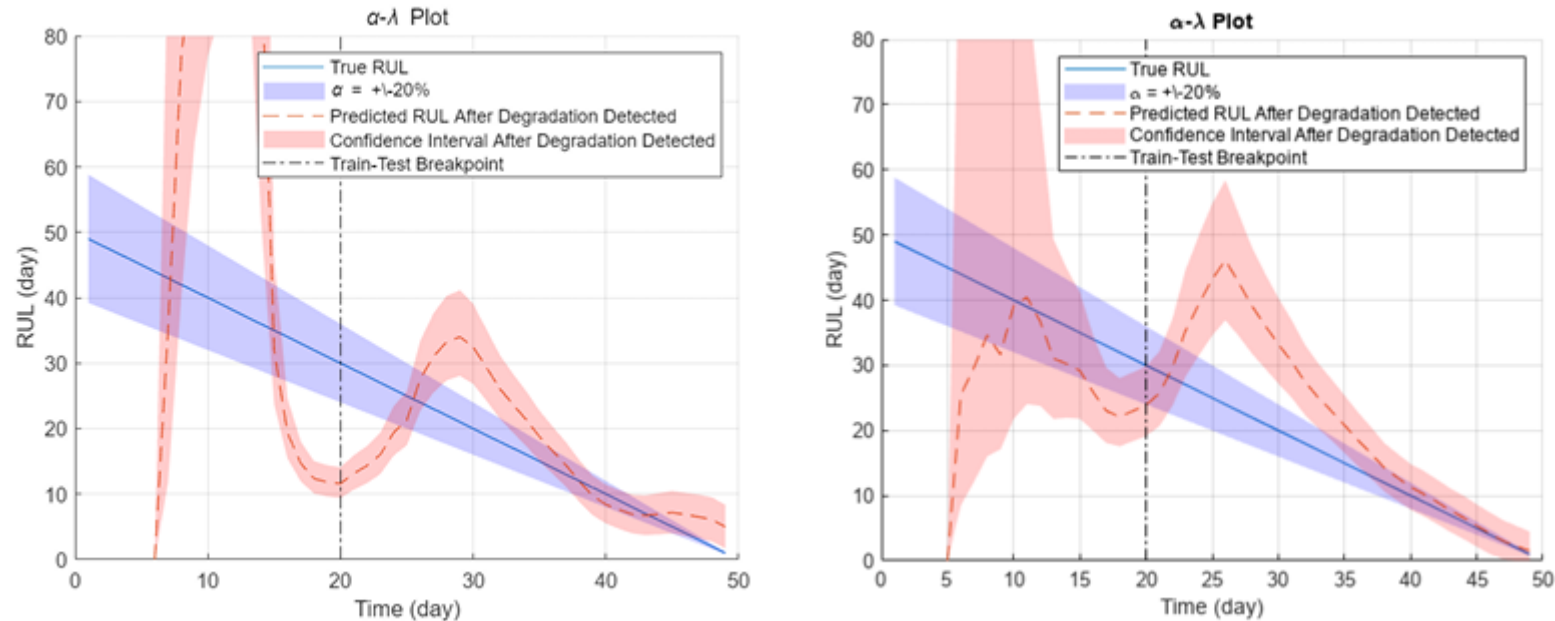 α-λ Plot
80
70
60
50
40
30
20
10
0
RUL (day)
True RUL
α = +\-20%
Predicted RUL After Degradation Detected
Confidence Interval After Degradation Detected
Train-Test Breakpoint
0 10 20 30 40 50
Time (day)
α-λ Plot
80
70
60
50
40
30
20
10
0
RUL (day)
True RUL
α = +\-20%
Predicted RUL After Degradation Detected
Confidence Interval After Degradation Detected
Train-Test Breakpoint
0 5 10 15 20 25 30 35 40 45 50
Time (day)